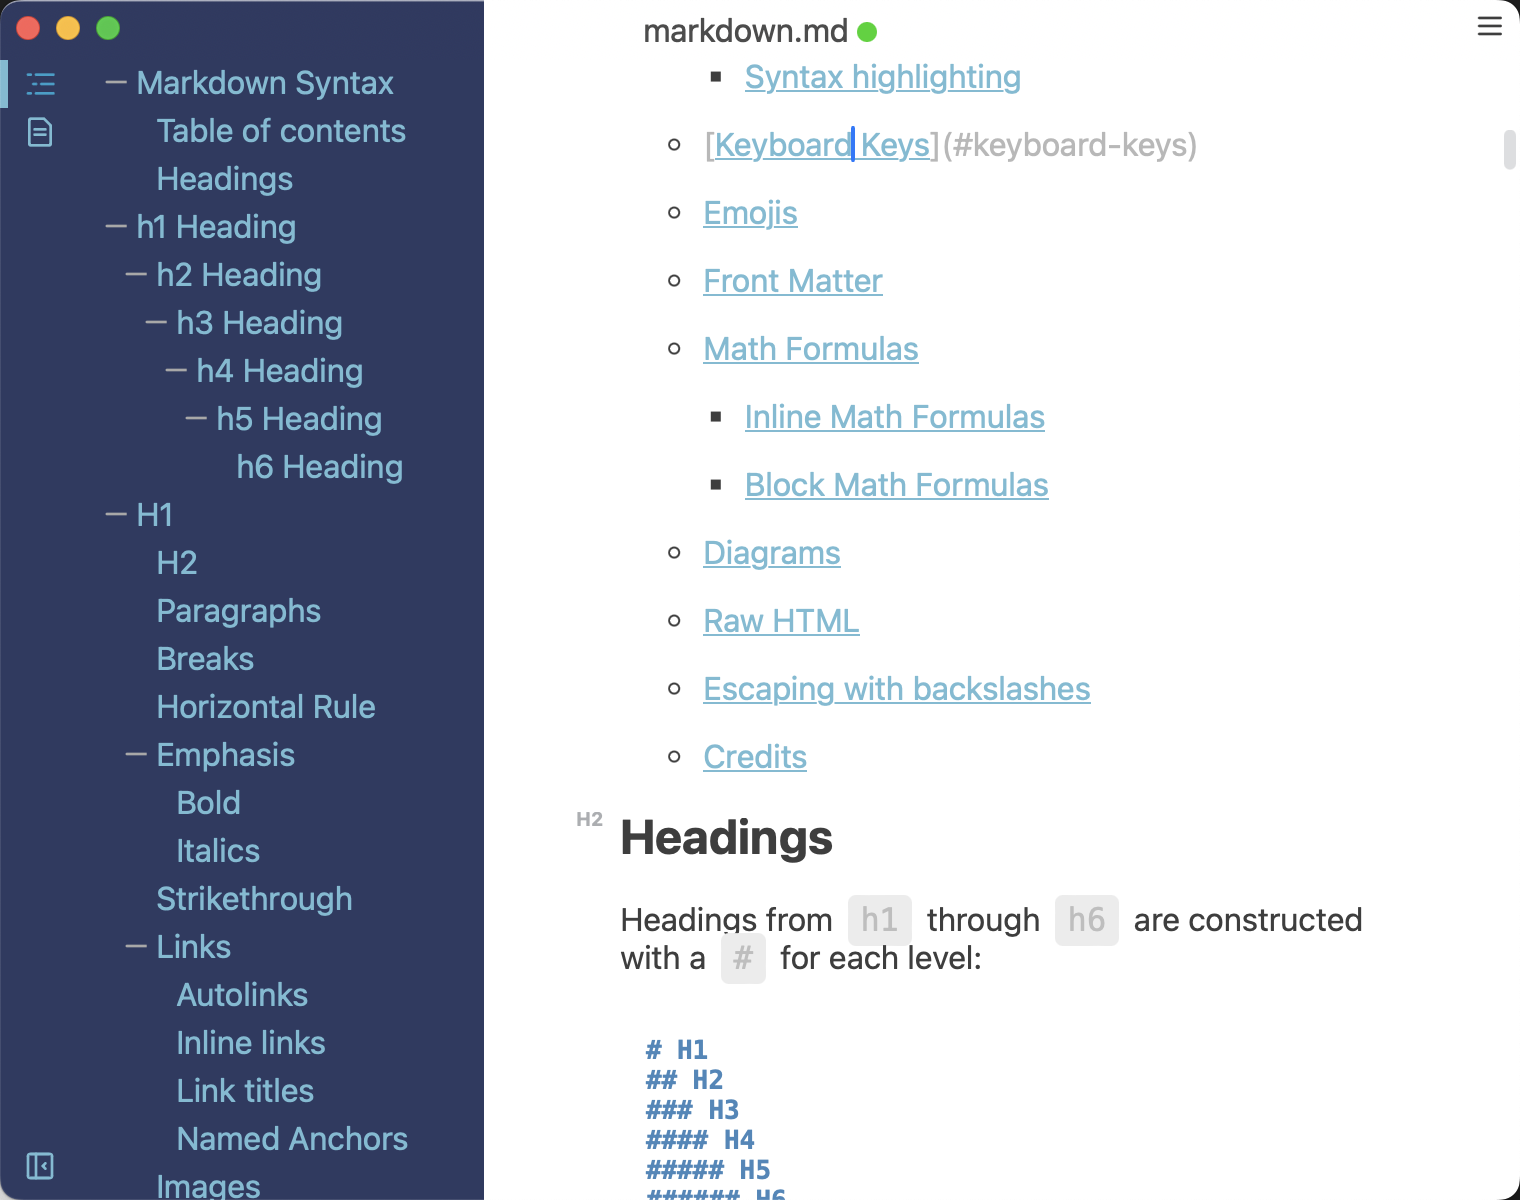 Markdown Syntax
Table of contents
Headings
h1 Heading
h2 Heading
h3 Heading
h4 Heading
h5 Heading
h6 Heading
H1
H2
Paragraphs
Breaks
Horizontal Rule
Emphasis
Bold
Italics
Strikethrough
Links
Autolinks
Inline links
Link titles
Named Anchors
Images
markdown.md
Syntax highlighting
[Keyboard Keys](#keyboard-keys)
Emojis
Front Matter
Math Formulas
Inline Math Formulas
Block Math Formulas
Diagrams
Raw HTML
Escaping with backslashes
Credits
H2
Headings
Headings from h1 through h6 are constructed
with a # for each level:
# H1
## H2
### H3
#### H4
##### H5
###### H6